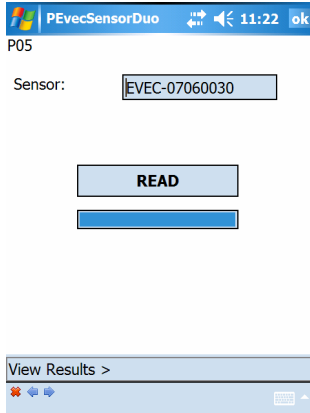 PEvecSensorDuo 11:22 ok
P05
Sensor: EVEC-07060030
READ
View Results >